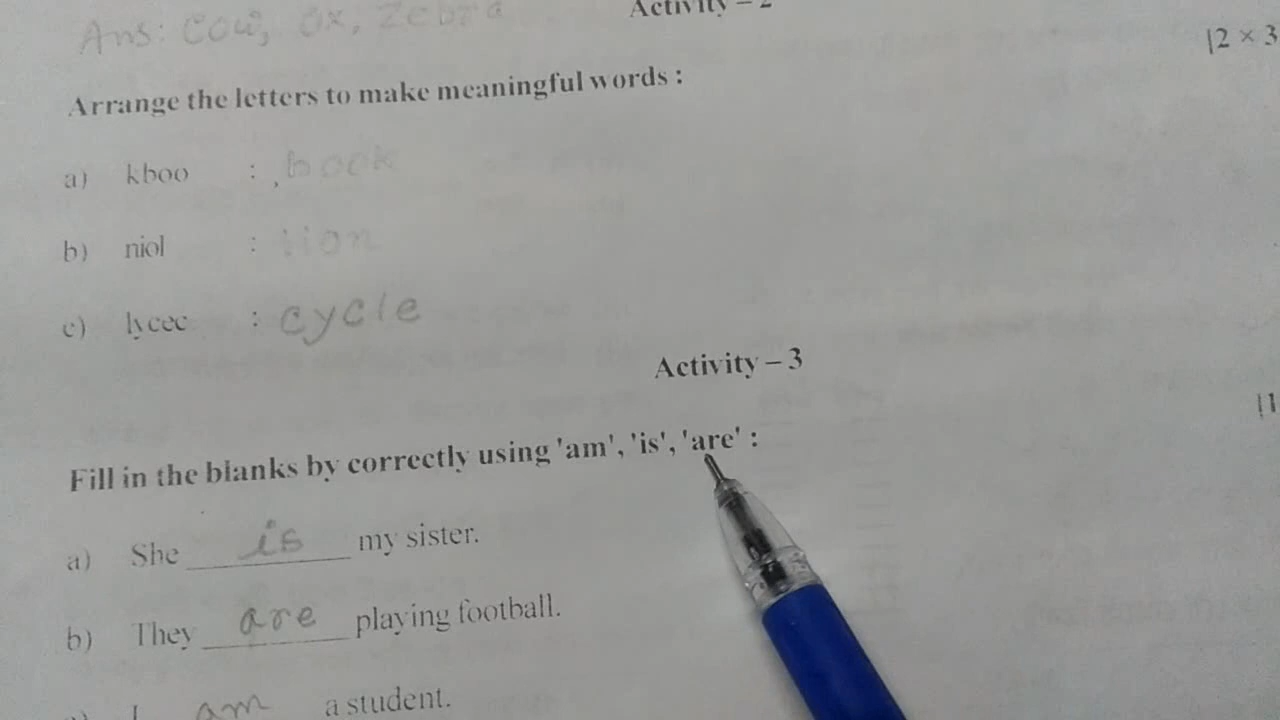 Ans: cow, ox, zebra
Activity – 2
[2 × 3
Arrange the letters to make meaningful words :
a) kboo : book
b) niol : lion
c) lycec : cycle
Activity – 3
[1
Fill in the blanks by correctly using 'am', 'is', 'are' :
a) She is my sister.
b) They are playing football.
I am a student.